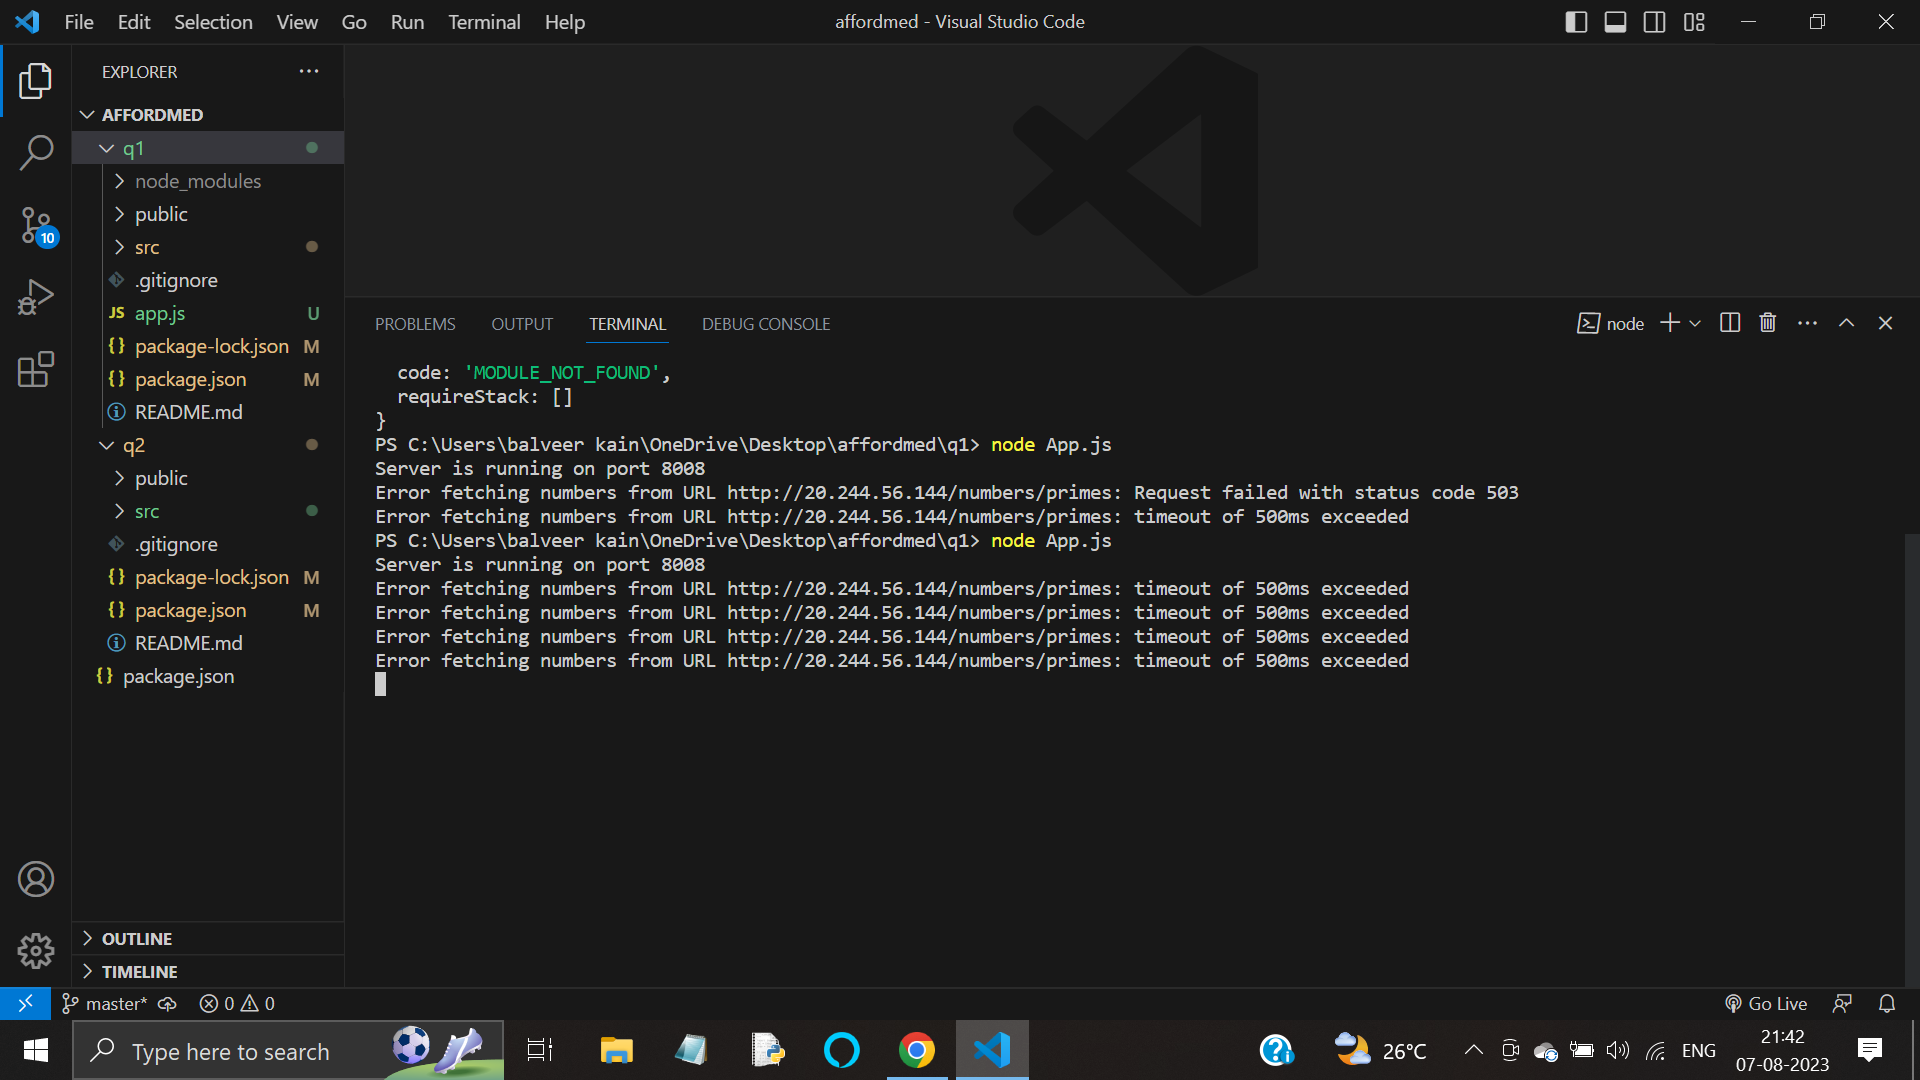 File Edit Selection View Go Run Terminal Help
affordmed - Visual Studio Code
EXPLORER
AFFORDMED
q1
node_modules
public
src
.gitignore
JS app.js U
{} package-lock.json M
{} package.json M
README.md
q2
public
src
.gitignore
{} package-lock.json M
{} package.json M
README.md
{} package.json
10
OUTLINE
TIMELINE
PROBLEMS OUTPUT TERMINAL DEBUG CONSOLE
node
code: 'MODULE_NOT_FOUND',
requireStack: []
}
PS C:\Users\balveer kain\OneDrive\Desktop\affordmed\q1> node App.js
Server is running on port 8008
Error fetching numbers from URL http://20.244.56.144/numbers/primes: Request failed with status code 503
Error fetching numbers from URL http://20.244.56.144/numbers/primes: timeout of 500ms exceeded
PS C:\Users\balveer kain\OneDrive\Desktop\affordmed\q1> node App.js
Server is running on port 8008
Error fetching numbers from URL http://20.244.56.144/numbers/primes: timeout of 500ms exceeded
Error fetching numbers from URL http://20.244.56.144/numbers/primes: timeout of 500ms exceeded
Error fetching numbers from URL http://20.244.56.144/numbers/primes: timeout of 500ms exceeded
Error fetching numbers from URL http://20.244.56.144/numbers/primes: timeout of 500ms exceeded
master* 0 0
Go Live
Type here to search
26°C
ENG
21:42
07-08-2023